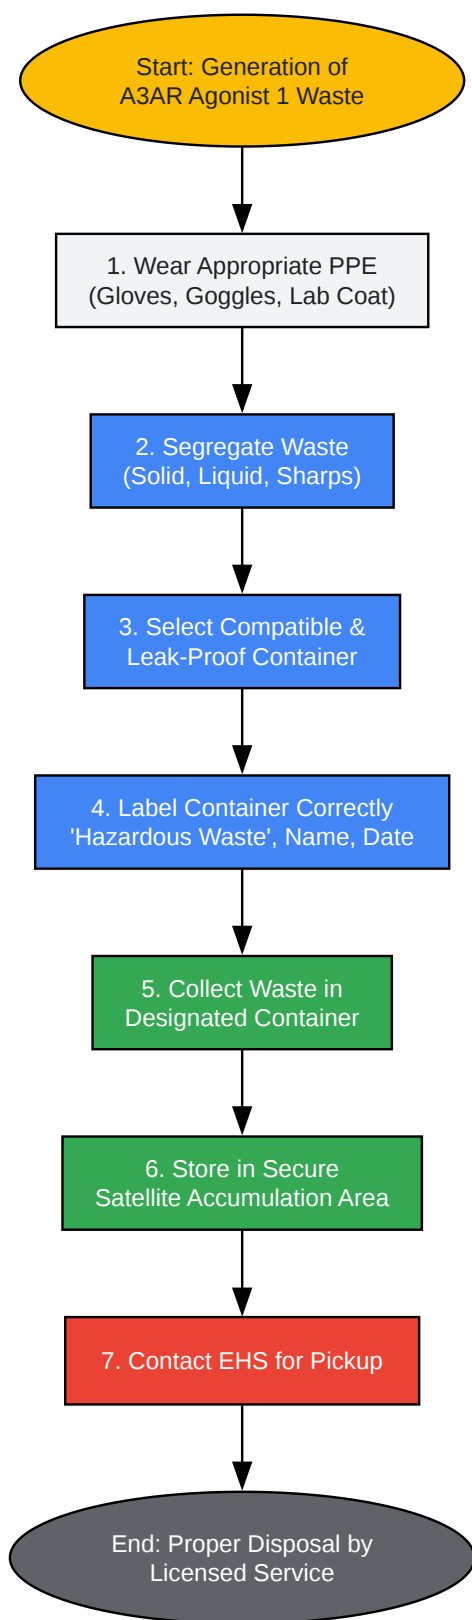 Start: Generation of
A3AR Agonist 1 Waste
1. Wear Appropriate PPE
(Gloves, Goggles, Lab Coat)
2. Segregate Waste
(Solid, Liquid, Sharps)
3. Select Compatible &
Leak-Proof Container
4. Label Container Correctly
'Hazardous Waste', Name, Date
5. Collect Waste in
Designated Container
6. Store in Secure
Satellite Accumulation Area
7. Contact EHS for Pickup
End: Proper Disposal by
Licensed Service